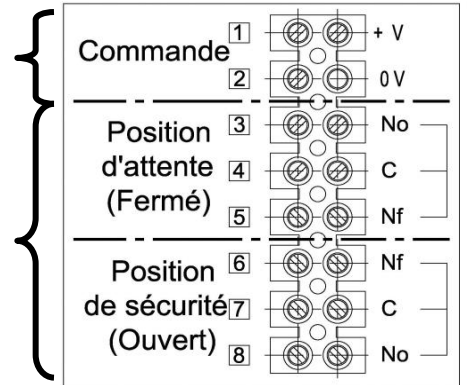 Commande
1 + V
2 0 V
Position
d'attente
(Fermé)
3 No
4 C
5 Nf
Position
de sécurité
(Ouvert)
6 Nf
7 C
8 No